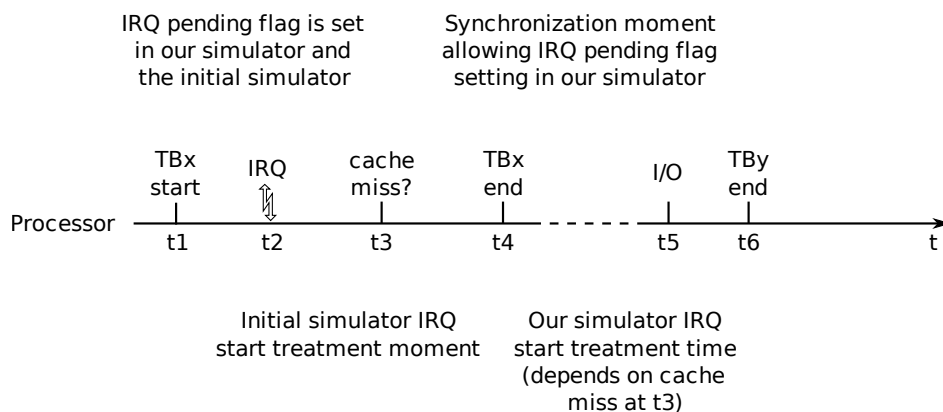 IRQ pending flag is set
in our simulator and
the initial simulator
Synchronization moment
allowing IRQ pending flag
setting in our simulator
TBx
start
IRQ
cache
miss?
TBx
end
I/O
TBy
end
Processor
t1
t2
t3
t4
t5
t6
t
Initial simulator IRQ
start treatment moment
Our simulator IRQ
start treatment time
(depends on cache
miss at t3)